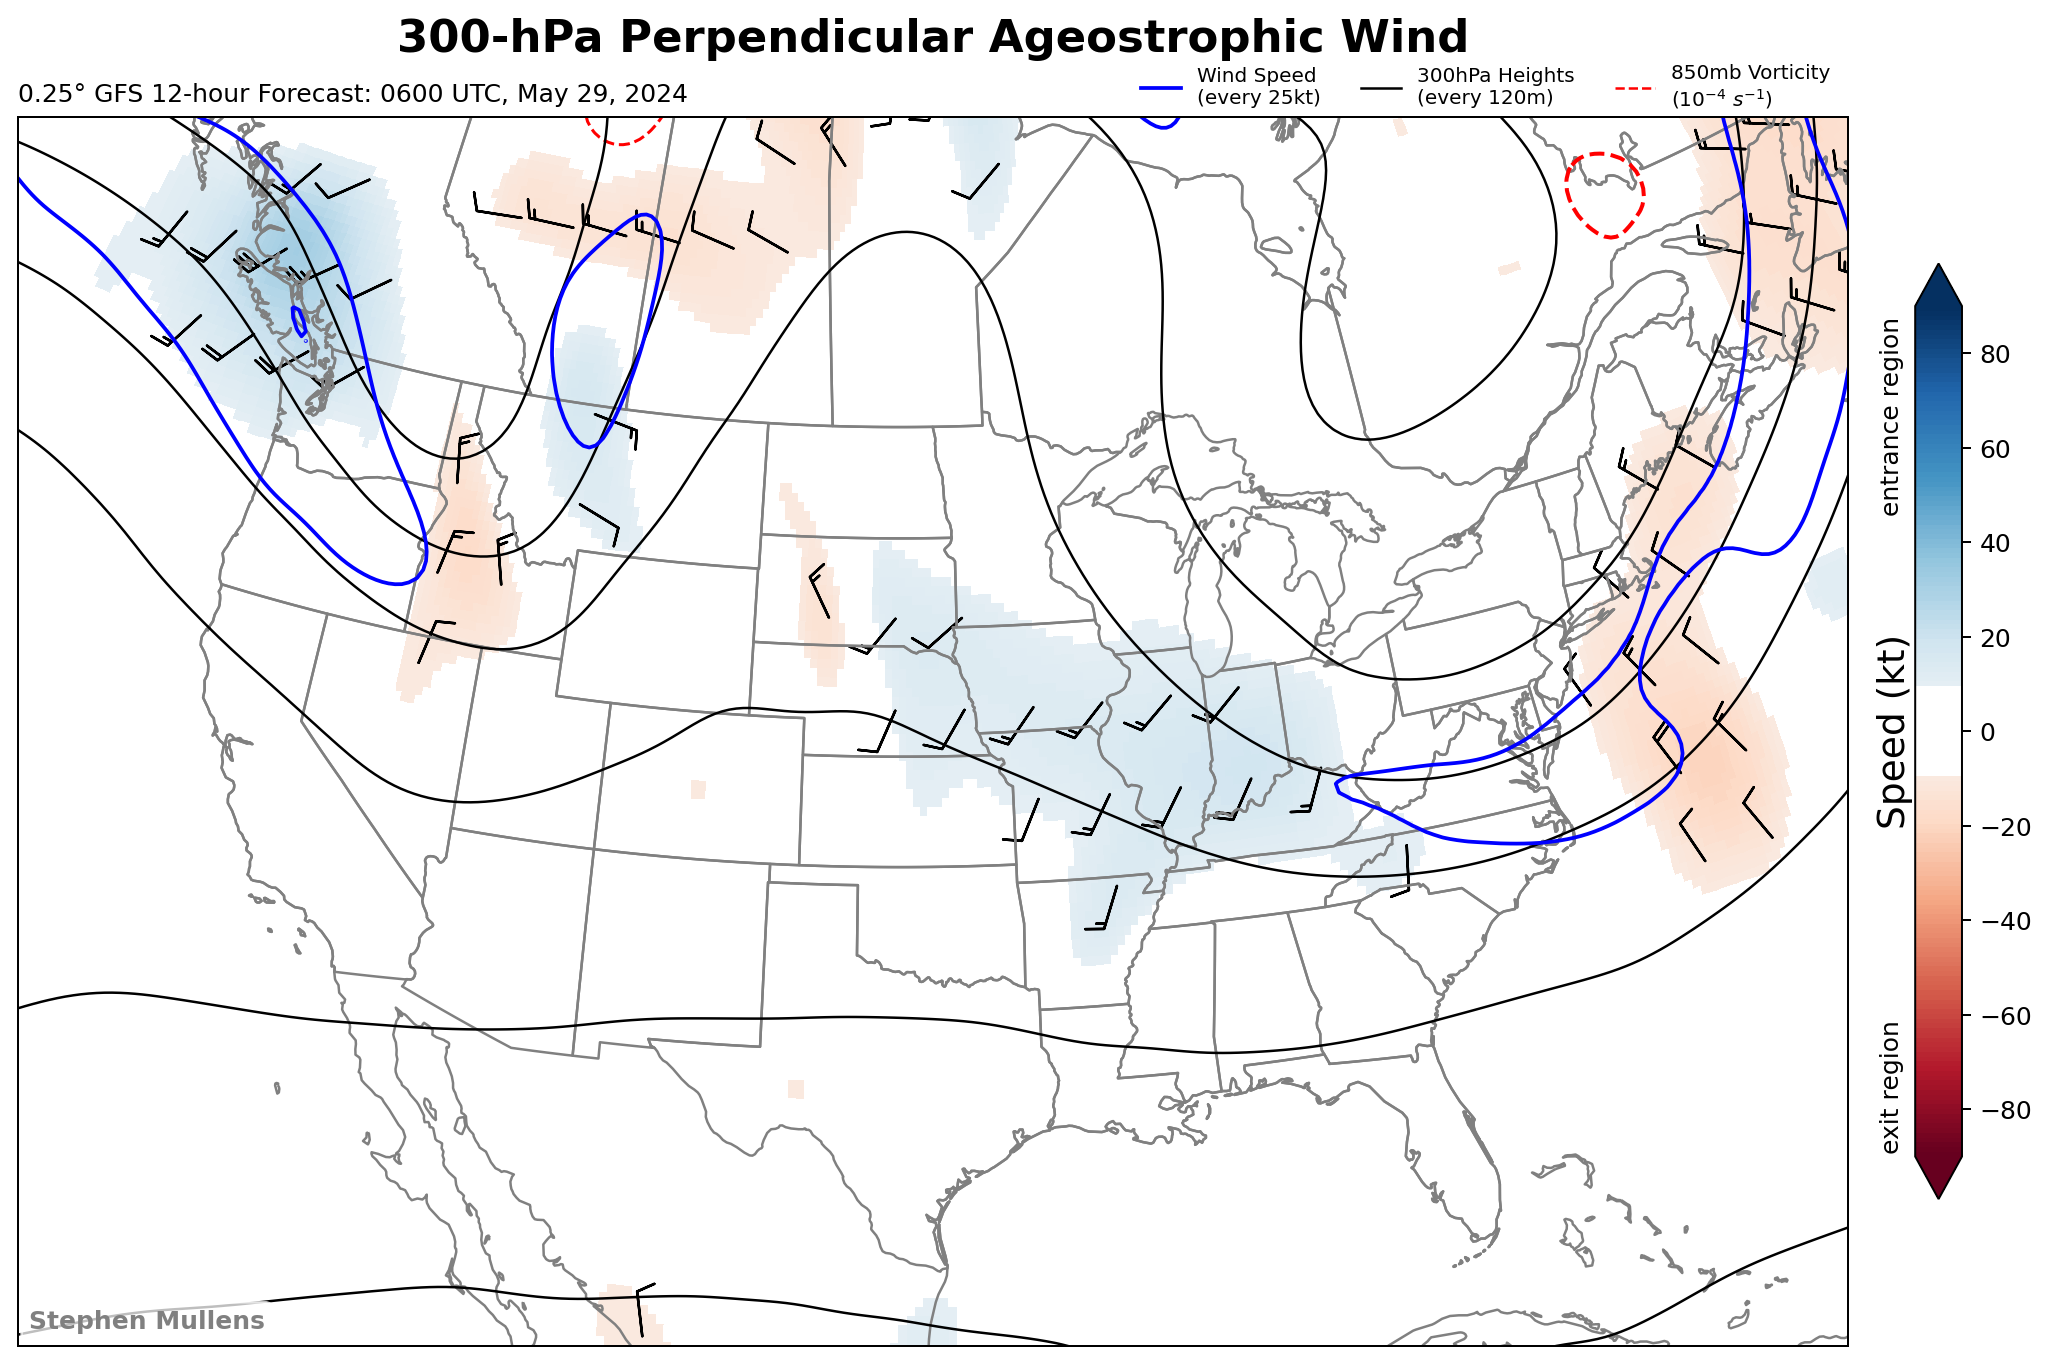 300-hPa Perpendicular Ageostrophic Wind
0.25° GFS 12-hour Forecast: 0600 UTC, May 29, 2024
Wind Speed
(every 25kt)
300hPa Heights
(every 120m)
850mb Vorticity
(10⁻⁴ s⁻¹)
entrance region
Speed (kt)
exit region
80
60
40
20
0
−20
−40
−60
−80
Stephen Mullens